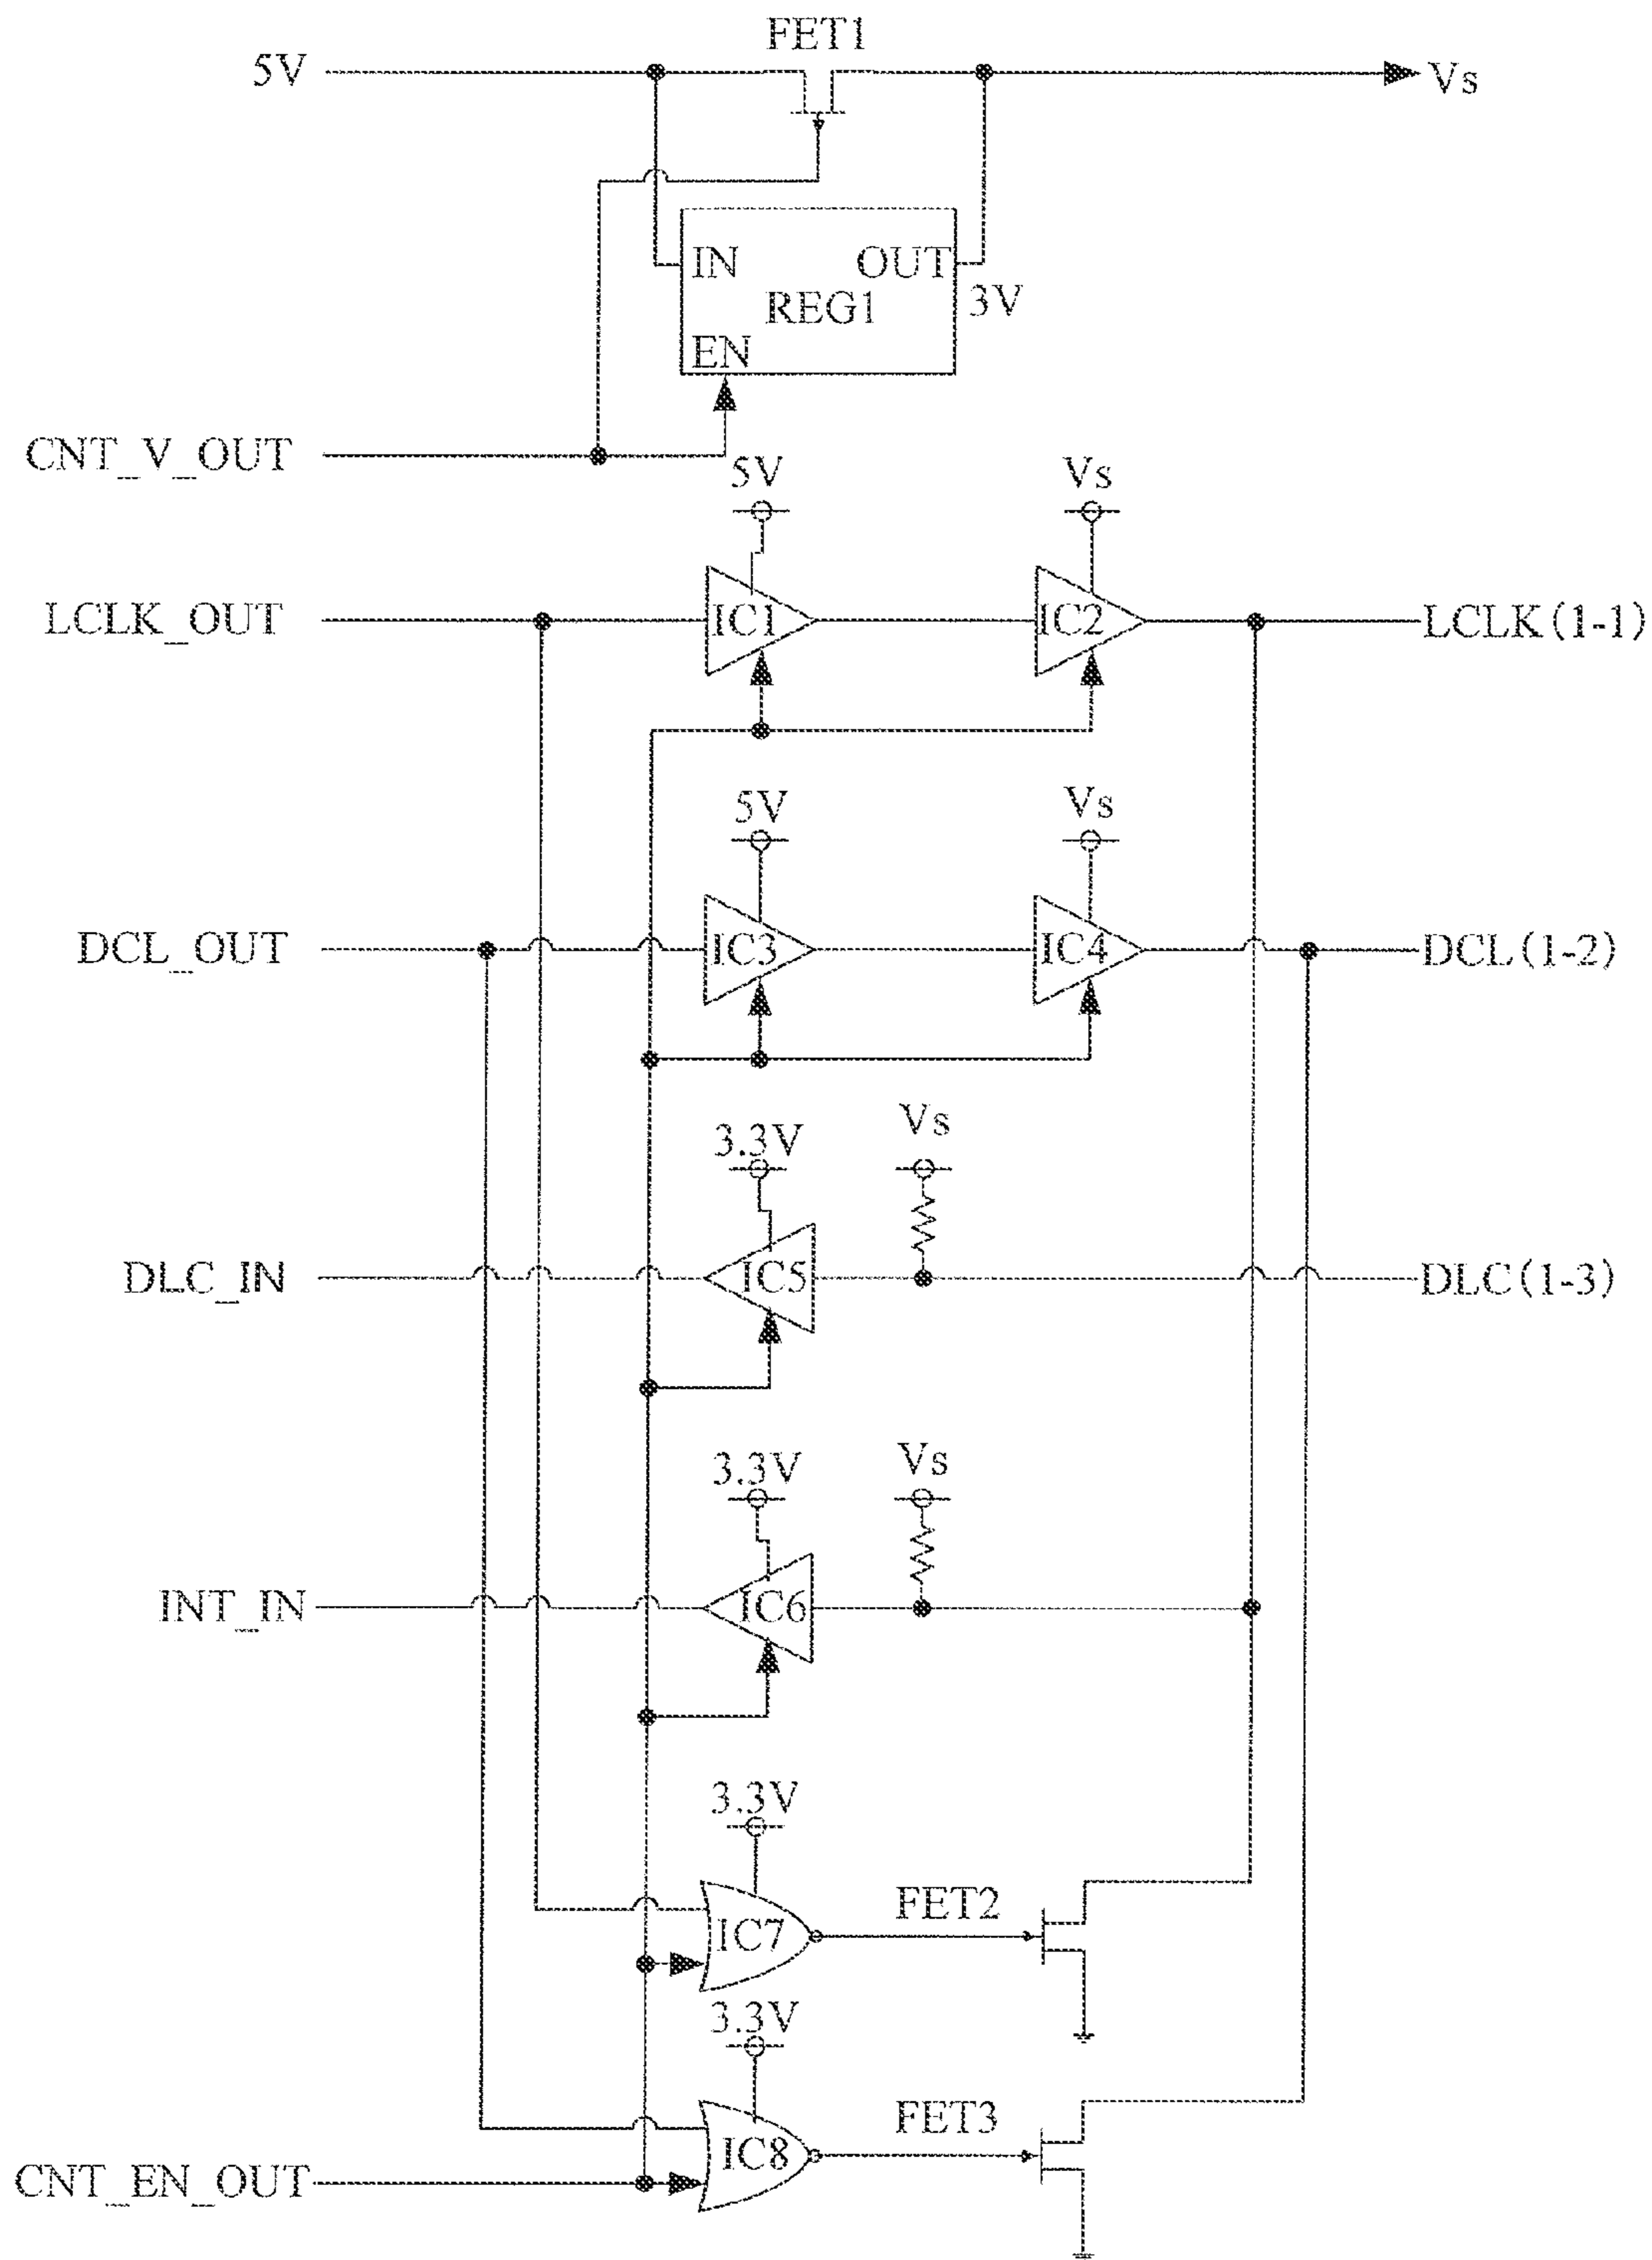 FET1
5V
Vs
IN
OUT
REG1
3V
EN
CNT_V_OUT
5V
Vs
LCLK_OUT
IC1
IC2
LCLK(1-1)
5V
Vs
DCL_OUT
IC3
IC4
DCL(1-2)
3.3V
Vs
DLC_IN
IC5
DLC(1-3)
3.3V
Vs
INT_IN
IC6
3.3V
FET2
IC7
3.3V
FET3
IC8
CNT_EN_OUT